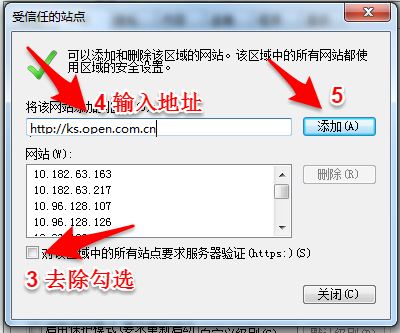 受信任的站点
可以添加和删除该区域的网站。该区域中的所有网站都使
用区域的安全设置。
4 输入地址
5
将该网站添加
http://ks.open.com.cn
添加(A)
网站(W):
10.182.63.163
10.182.63.217
10.96.128.107
10.96.128.126
删除(R)
对该区域中的所有站点要求服务器验证(https:)(S)
3 去除勾选
关闭(C)